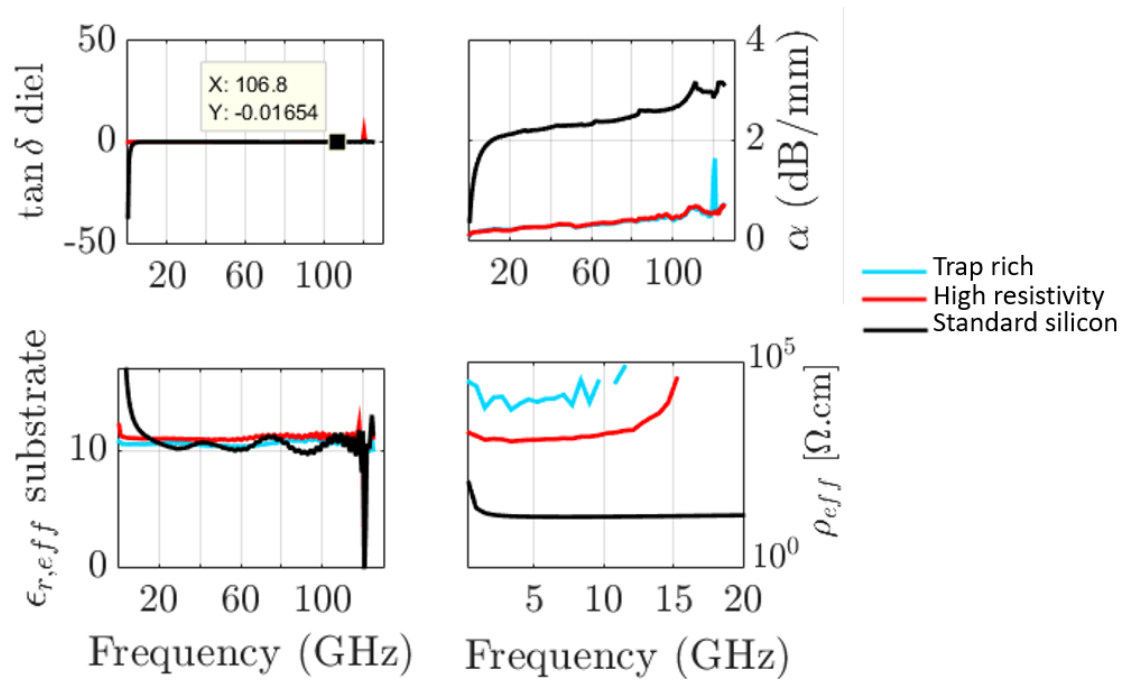 50
0
-50
tan δ diel
X: 106.8
Y: -0.01654
20 60 100
4
2
0
α (dB/mm)
20 60 100
Trap rich
High resistivity
Standard silicon
10
0
ϵr,eff substrate
20 60 100
Frequency (GHz)
10^5
10^0
ρeff [Ω.cm]
5 10 15 20
Frequency (GHz)